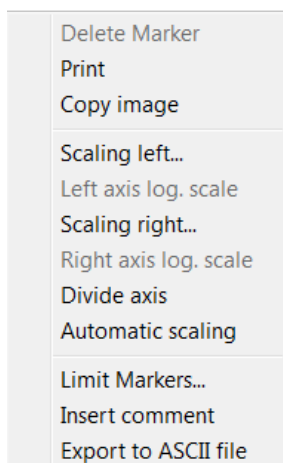 Delete Marker
Print
Copy image
Scaling left...
Left axis log. scale
Scaling right...
Right axis log. scale
Divide axis
Automatic scaling
Limit Markers...
Insert comment
Export to ASCII file